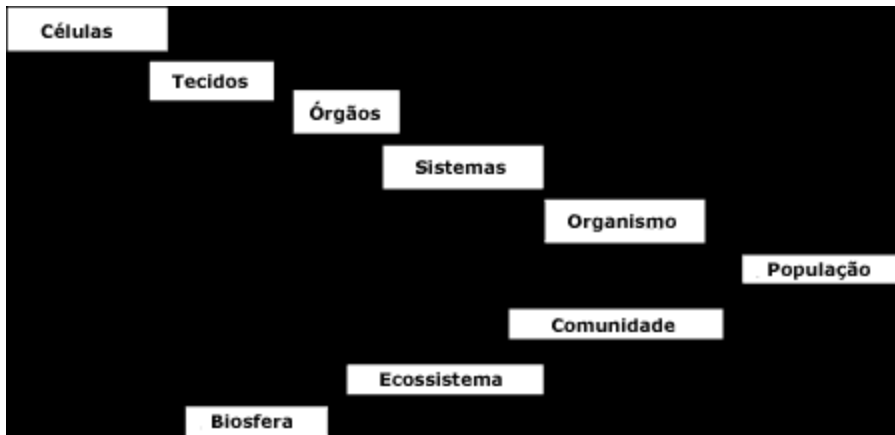 Células
Tecidos
Órgãos
Sistemas
Organismo
População
Comunidade
Ecossistema
Biosfera